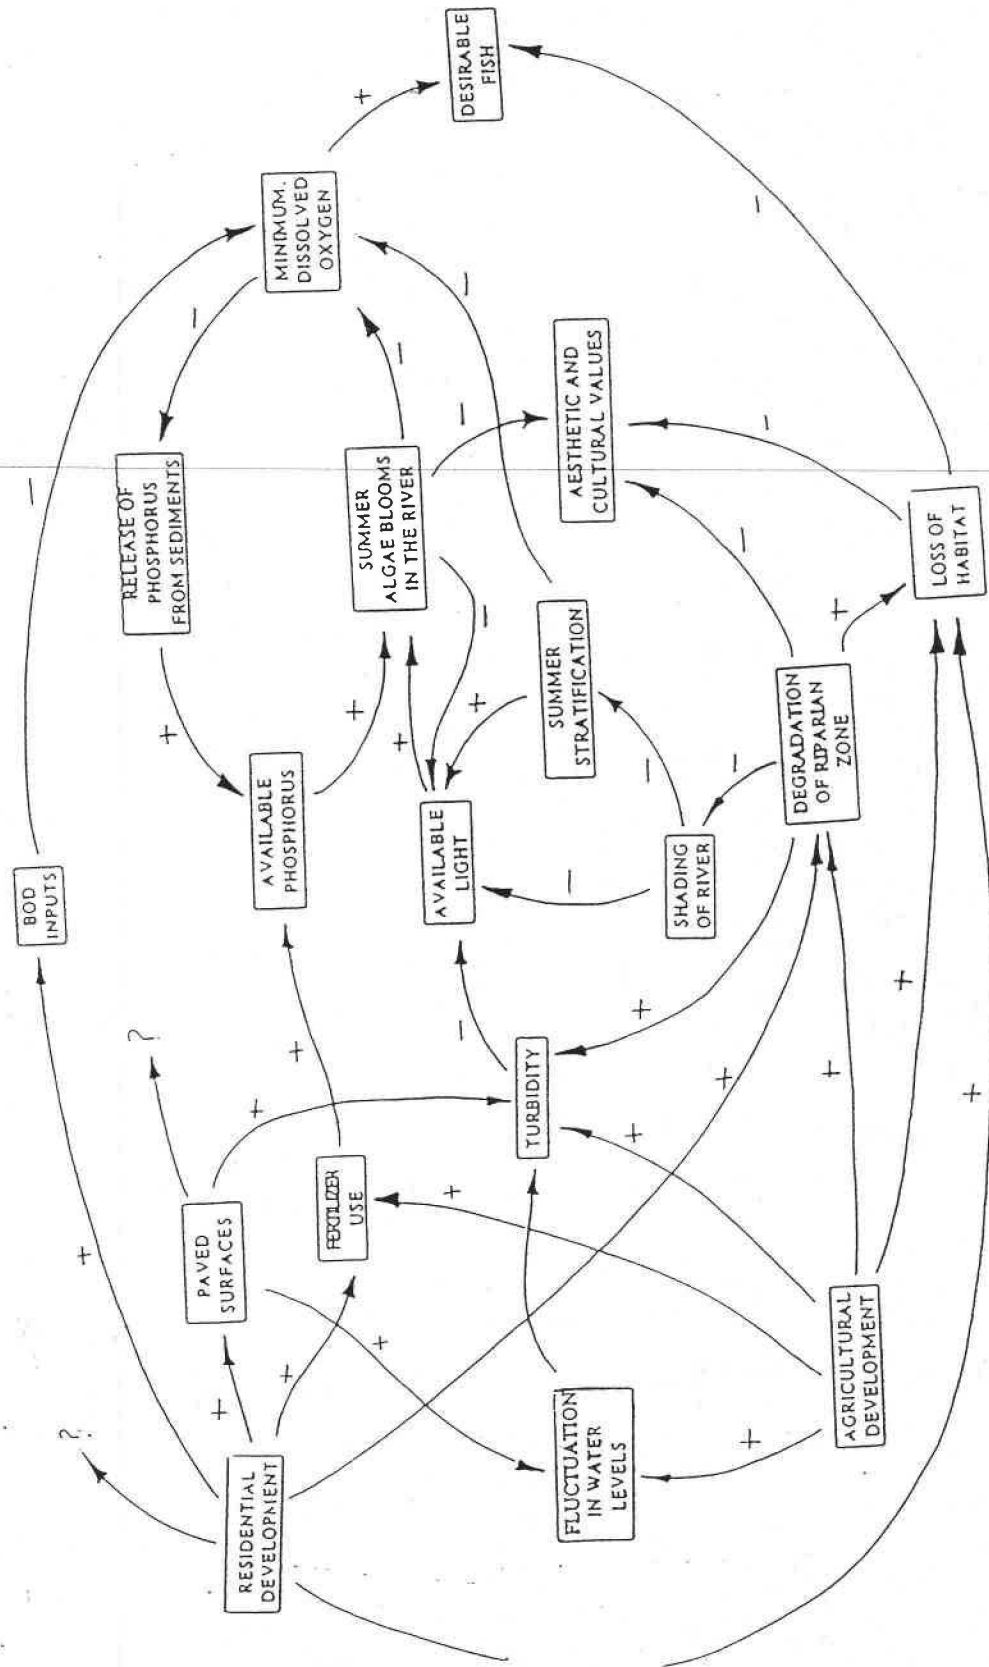 RESIDENTIAL
DEVELOPMENT
?
+
+
+
+
+
PAVED
SURFACES
?
+
+
BOD
INPUTS
—
FERTILIZER
USE
+
FLUCTUATION
IN WATER
LEVELS
AGRICULTURAL
DEVELOPMENT
+
+
+
+
+
TURBIDITY
—
AVAILABLE
PHOSPHORUS
+
AVAILABLE
LIGHT
+
SHADING
OF RIVER
—
—
DEGRADATION
OF RIPARIAN
ZONE
+
—
—
+
RELEASE OF
PHOSPHORUS
FROM SEDIMENTS
+
SUMMER
ALGAE BLOOMS
IN THE RIVER
—
—
—
SUMMER
STRATIFICATION
+
—
LOSS OF
HABITAT
—
—
AESTHETIC AND
CULTURAL VALUES
MINIMUM.
DISSOLVED
OXYGEN
—
+
DESIRABLE
FISH